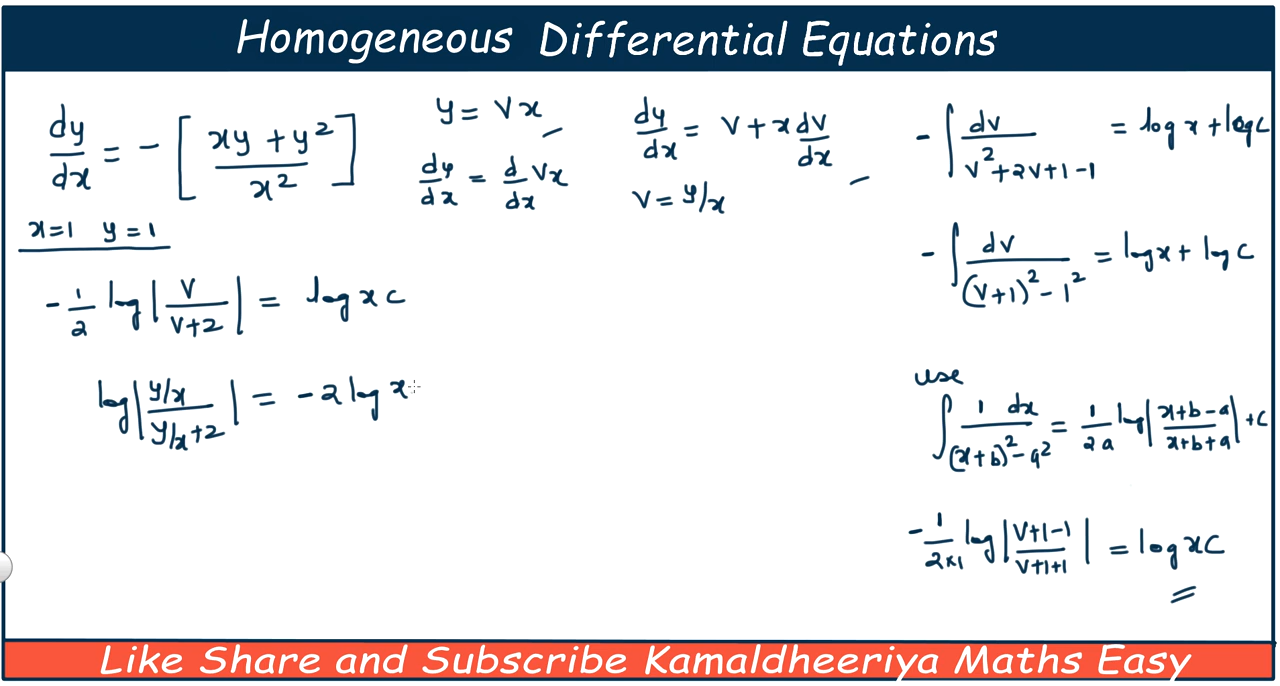 Homogeneous Differential Equations
dy/dx = - [ (xy + y²)/x² ]
x=1 y=1
-1/2 log|V/(V+2)| = log x c
log|(y/x)/(y/x+2)| = -2 log x
y = Vx
dy/dx = d/dx Vx
dy/dx = V + x dV/dx
V = y/x
- ∫ dV/(V²+2V+1-1) = log x + log C
- ∫ dV/((V+1)² - 1²) = log x + log C
use
∫ 1 dx/((x+b)² - a²) = 1/2a log|(x+b-a)/(x+b+a)| + C
-1/(2×1) log|(V+1-1)/(V+1+1)| = log x C
Like Share and Subscribe Kamaldheeriya Maths Easy